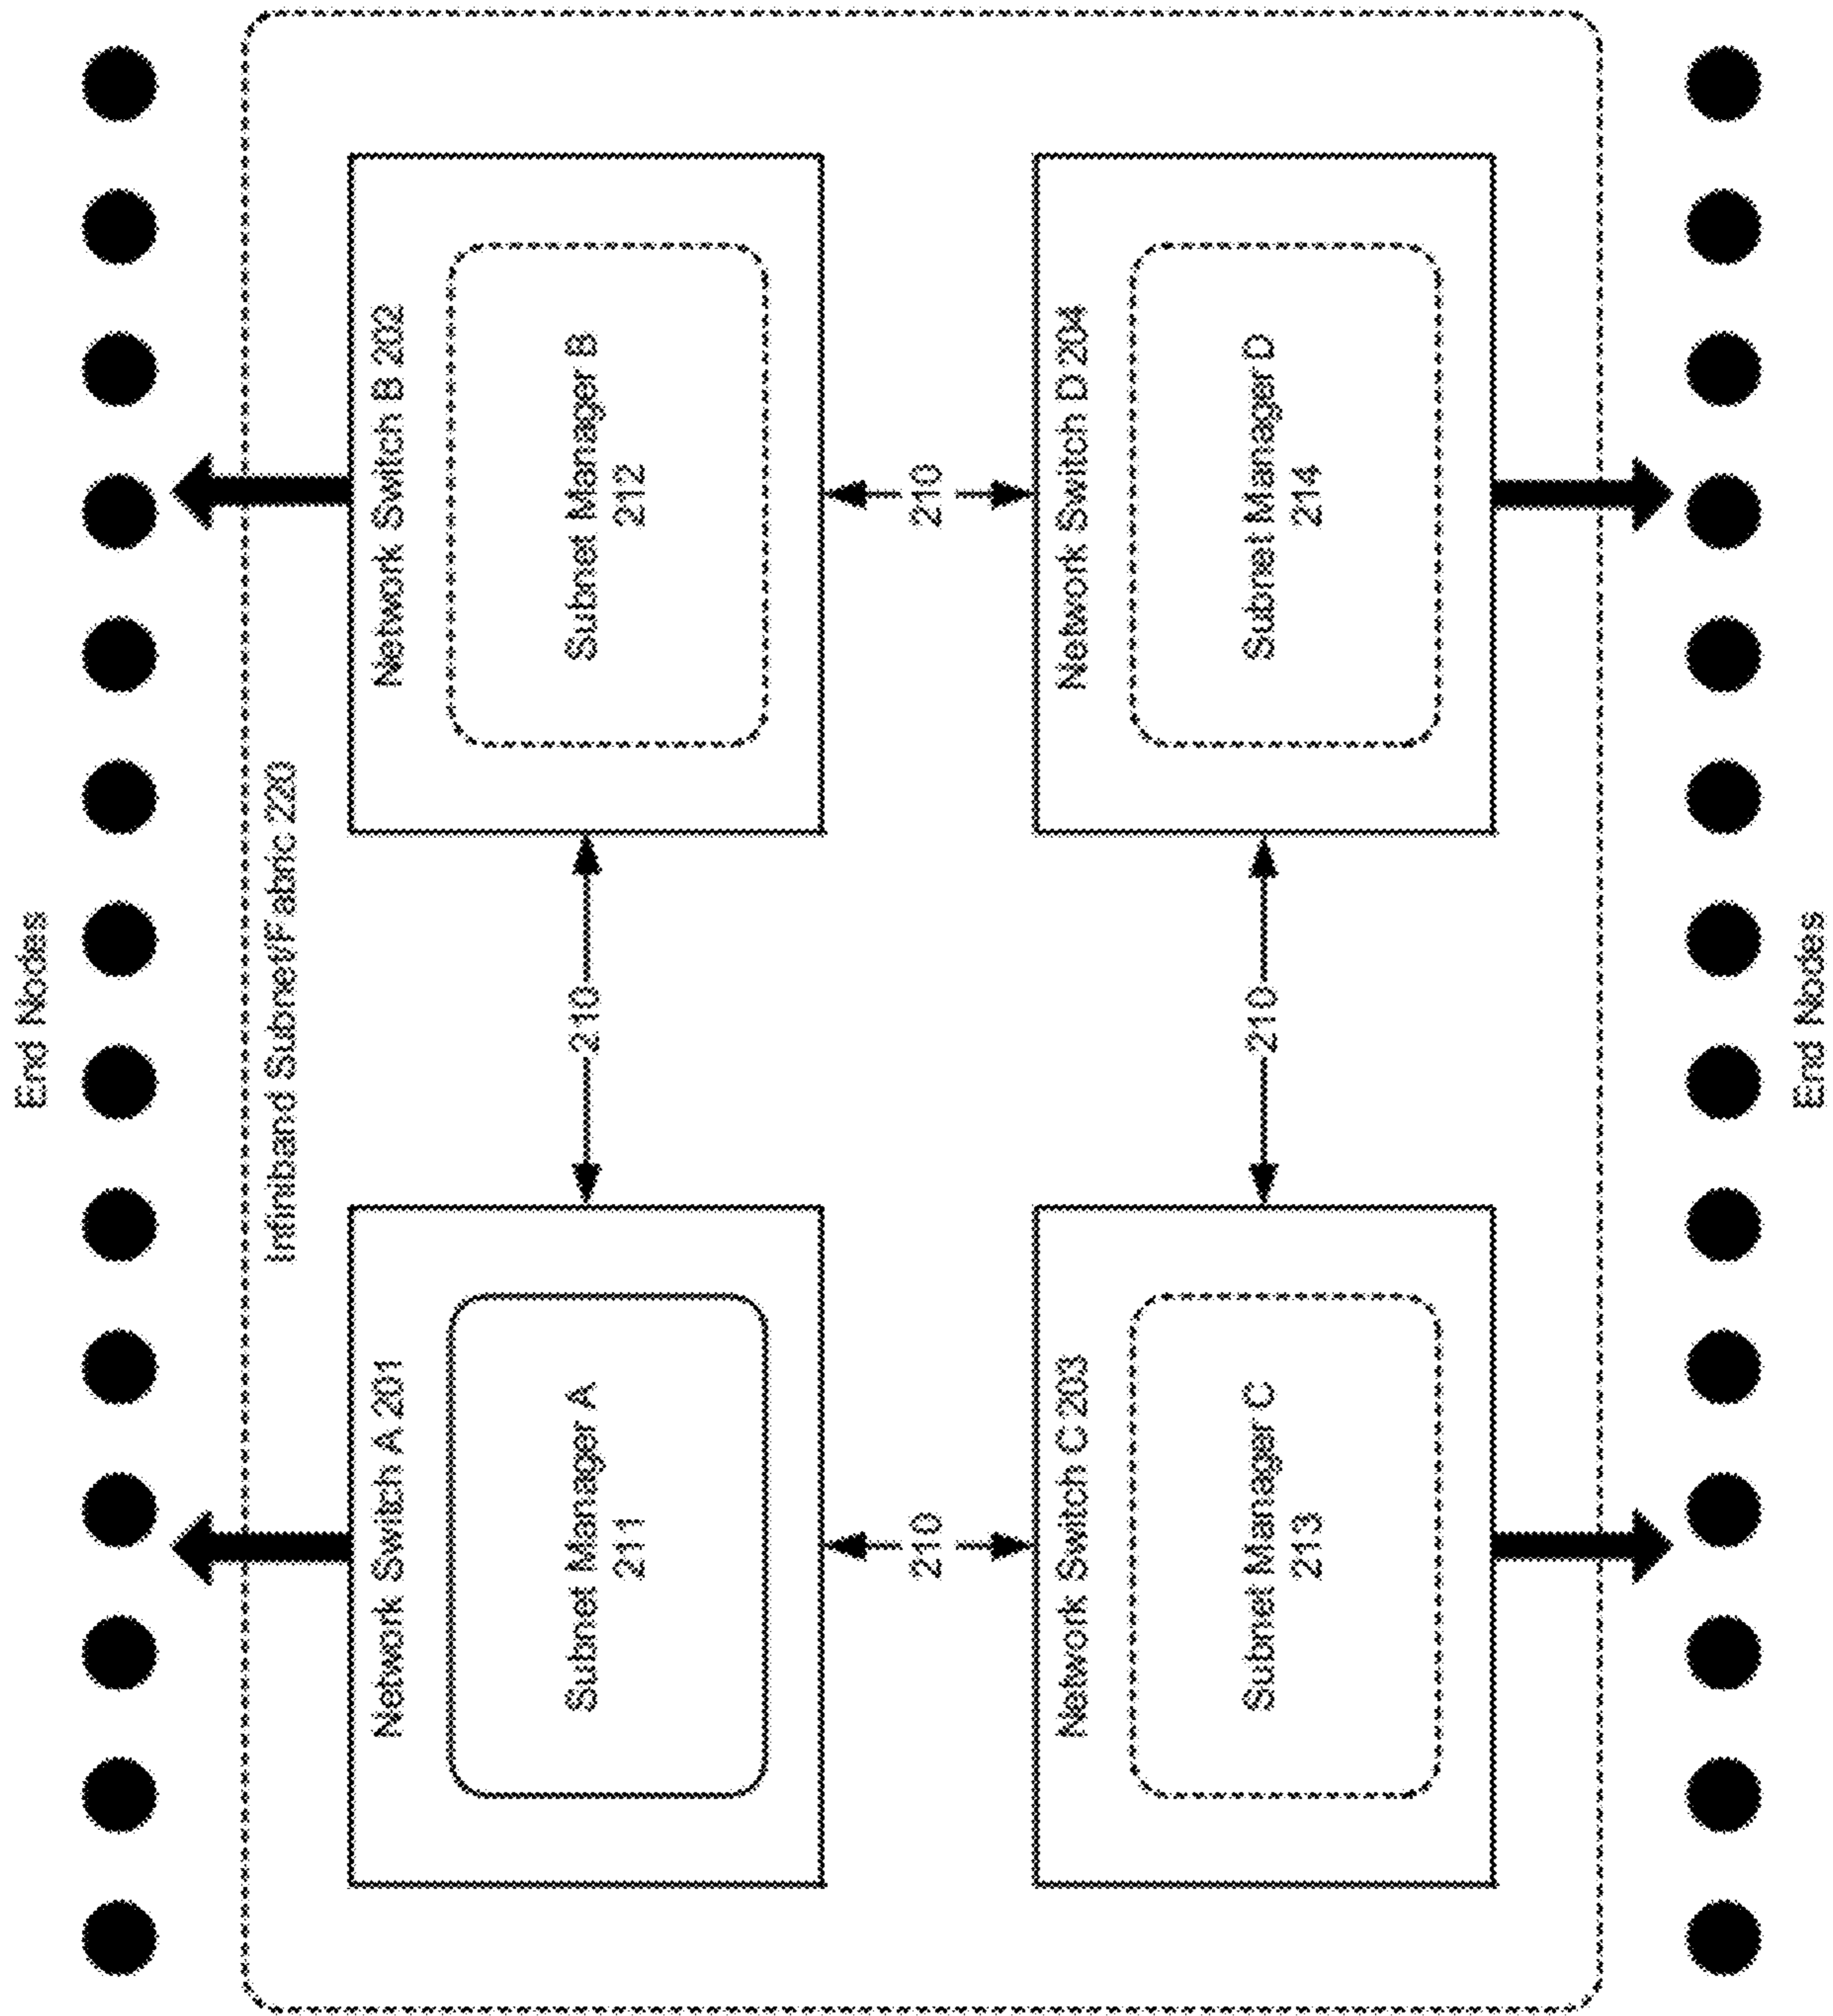 End Nodes
Infiniband Subnet/Fabric 220
Network Switch A 201
Subnet Manager A
211
210
Network Switch B 202
Subnet Manager B
212
210
210
Network Switch C 203
Subnet Manager C
213
210
Network Switch D 204
Subnet Manager D
214
End Nodes